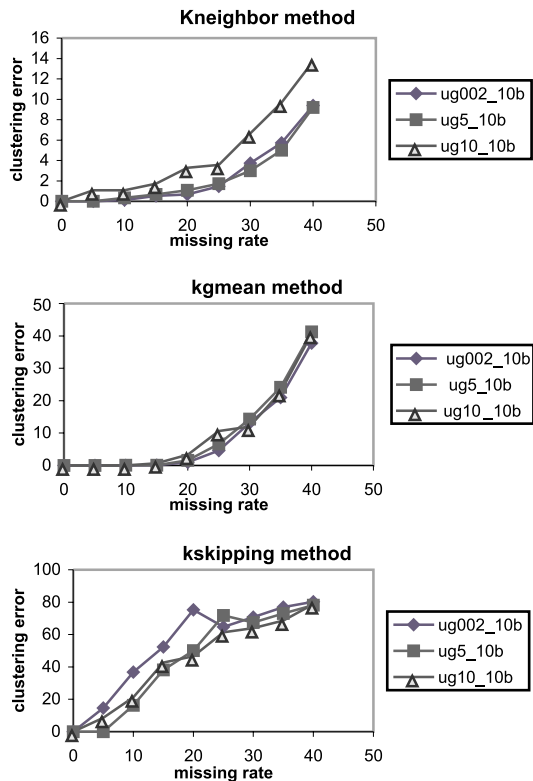 Kneighbor method
clustering error
16
14
12
10
8
6
4
2
0
0 10 20 30 40 50
missing rate
ug002_10b
ug5_10b
ug10_10b
kgmean method
clustering error
50
40
30
20
10
0
0 10 20 30 40 50
missing rate
ug002_10b
ug5_10b
ug10_10b
kskipping method
clustering error
100
80
60
40
20
0
0 10 20 30 40 50
missing rate
ug002_10b
ug5_10b
ug10_10b